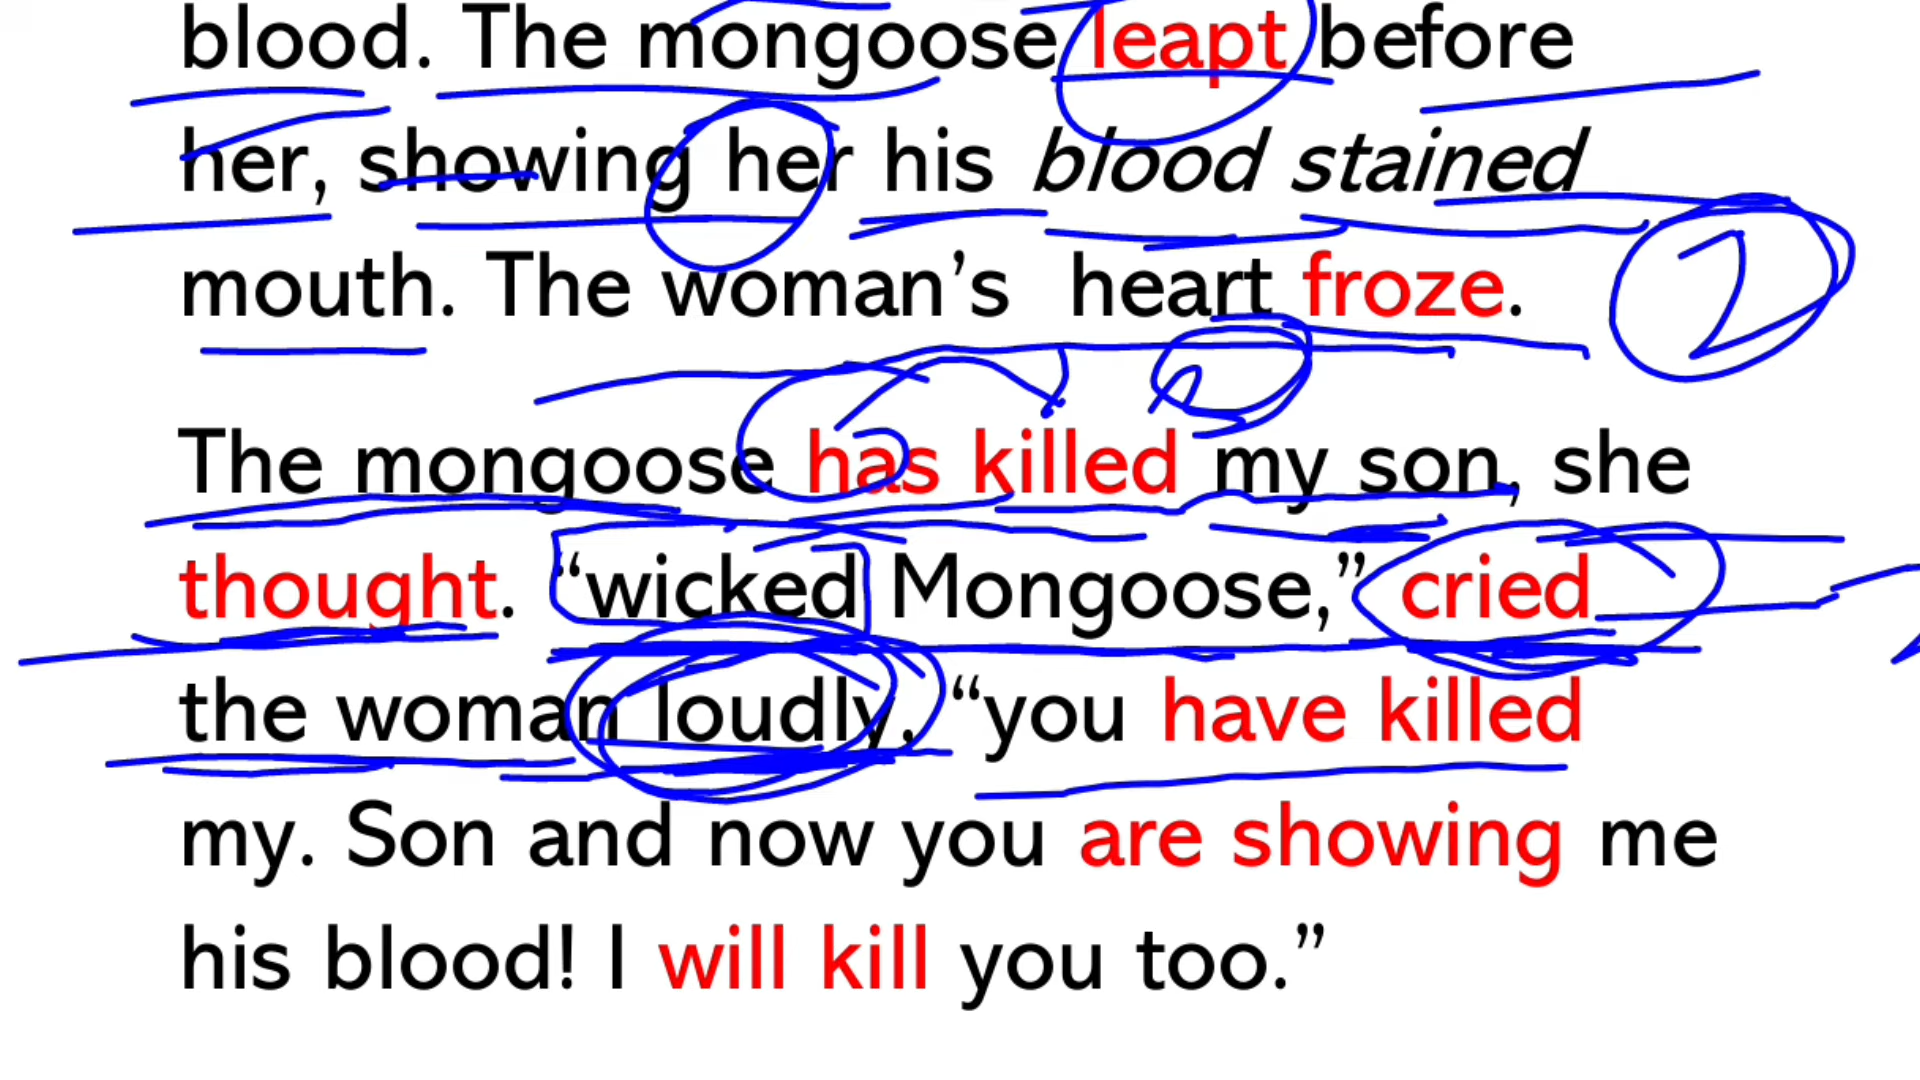 blood. The mongoose leapt before
her, showing her his blood stained
mouth. The woman’s heart froze.
2
2
The mongoose has killed my son, she
thought. “wicked Mongoose,” cried
the woman loudly. “you have killed
my. Son and now you are showing me
his blood! I will kill you too.”